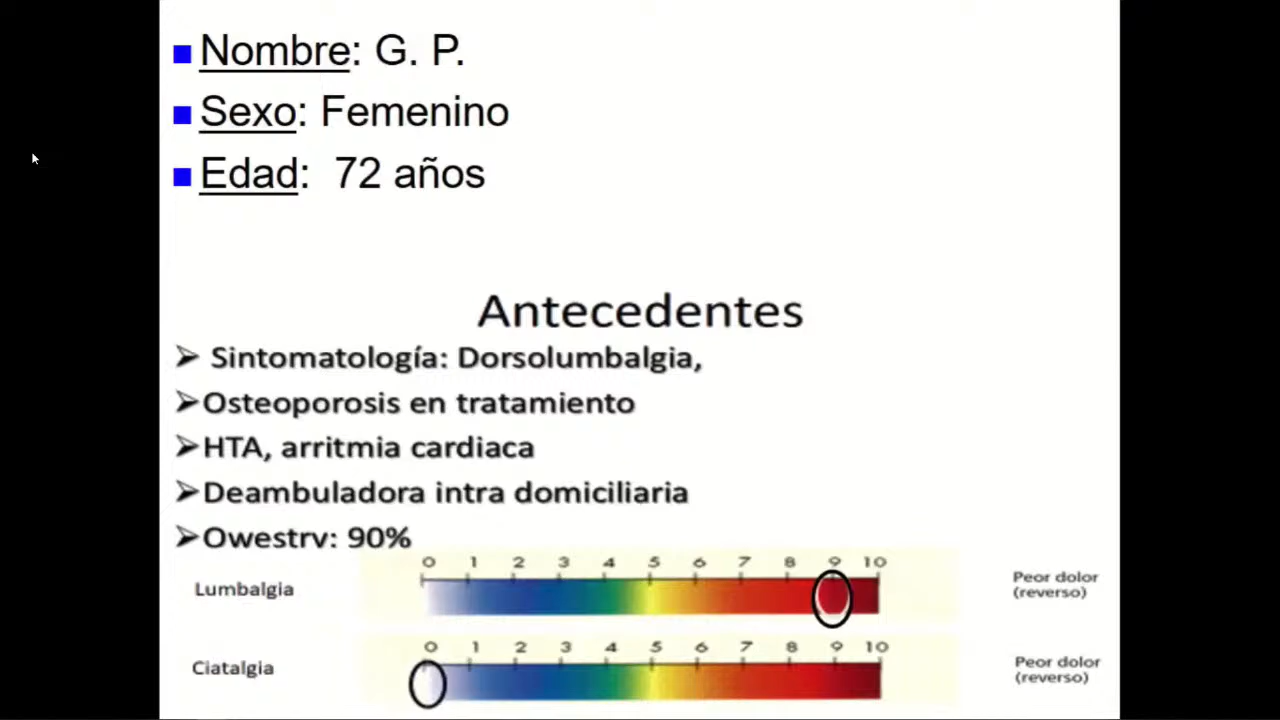 Nombre: G. P.
Sexo: Femenino
Edad: 72 años
Antecedentes
Sintomatología: Dorsolumbalgia,
Osteoporosis en tratamiento
HTA, arritmia cardiaca
Deambuladora intra domiciliaria
Owestry: 90%
0 1 2 3 4 5 6 7 8 9 10
Lumbalgia
Peor dolor
(reverso)
0 1 2 3 4 5 6 7 8 9 10
Ciatalgia
Peor dolor
(reverso)